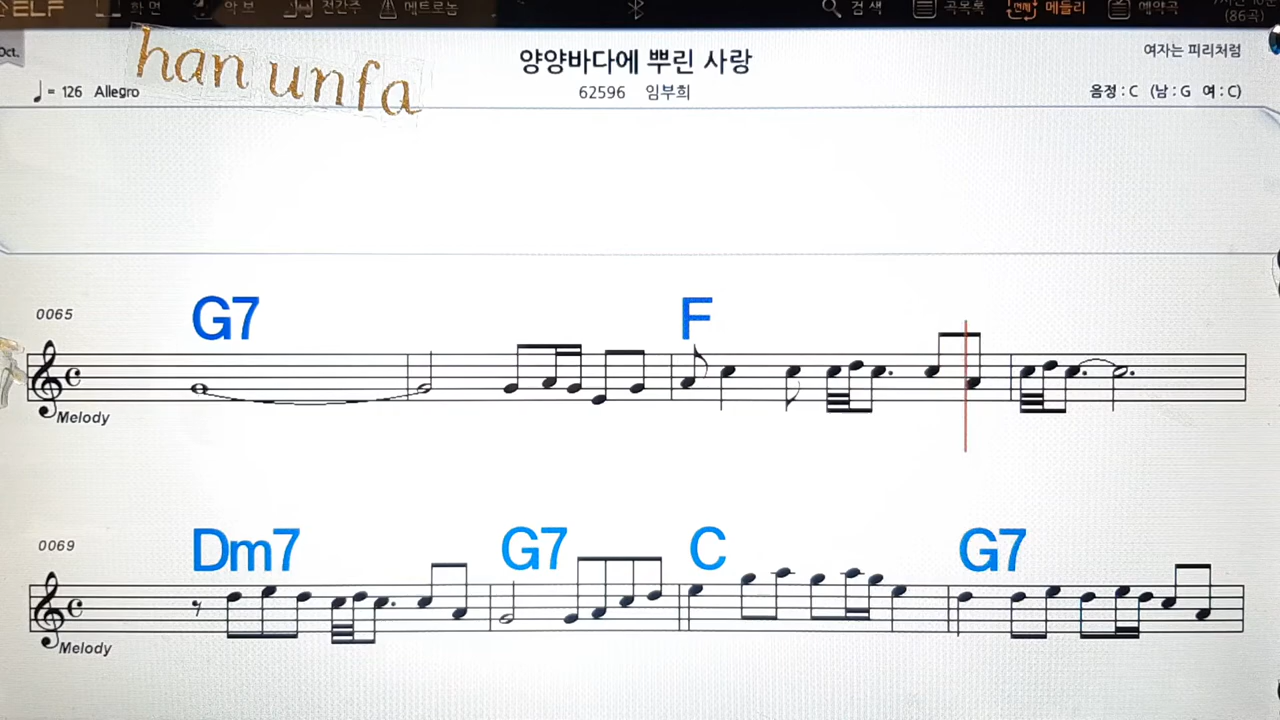 ELF 화면 악보 전간주 메트로놈 검색 곡목록 메들리 예약곡
(86곡)
Oct.
han unfa
양양바다에 뿌린 사랑
여자는 피리처럼
♩= 126 Allegro
62596 임부희
음정 : C (남 : G 여 : C)
0065
G7 F
Melody
0069
Dm7 G7 C G7
Melody